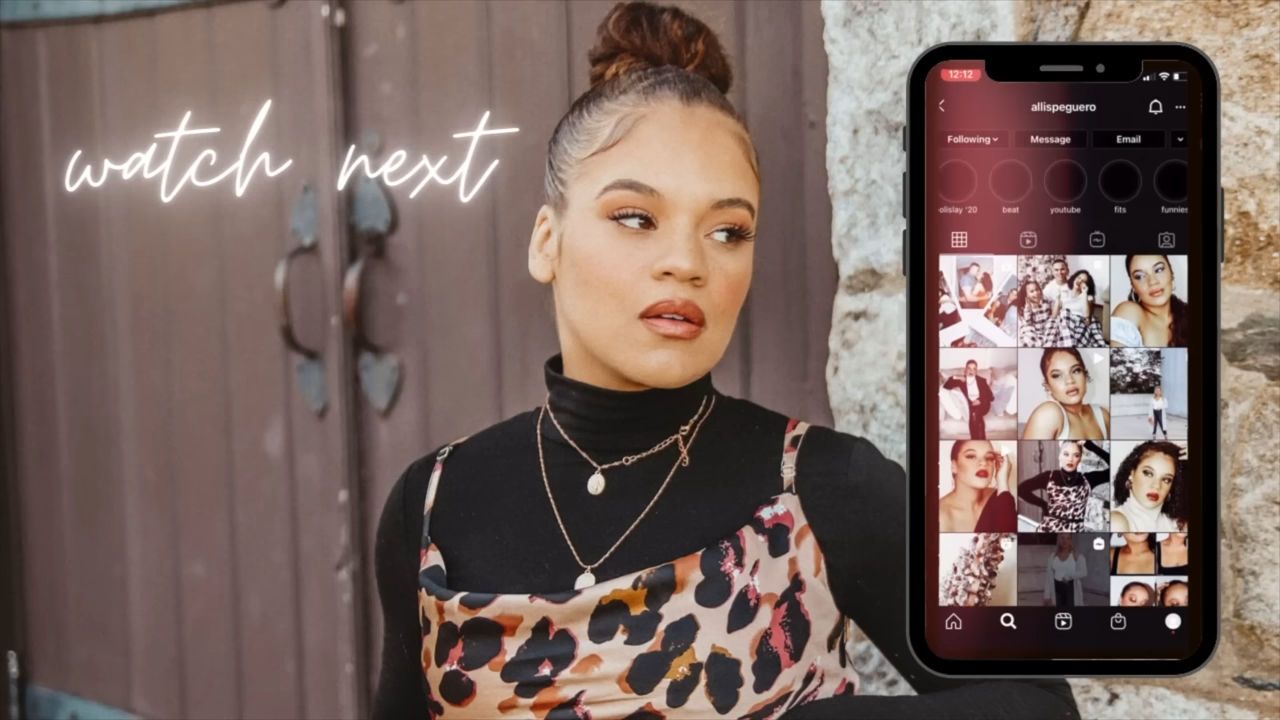 watch next
12:12
allispeguero
Following
Message
Email
olislay '20
beat
youtube
fits
funnies